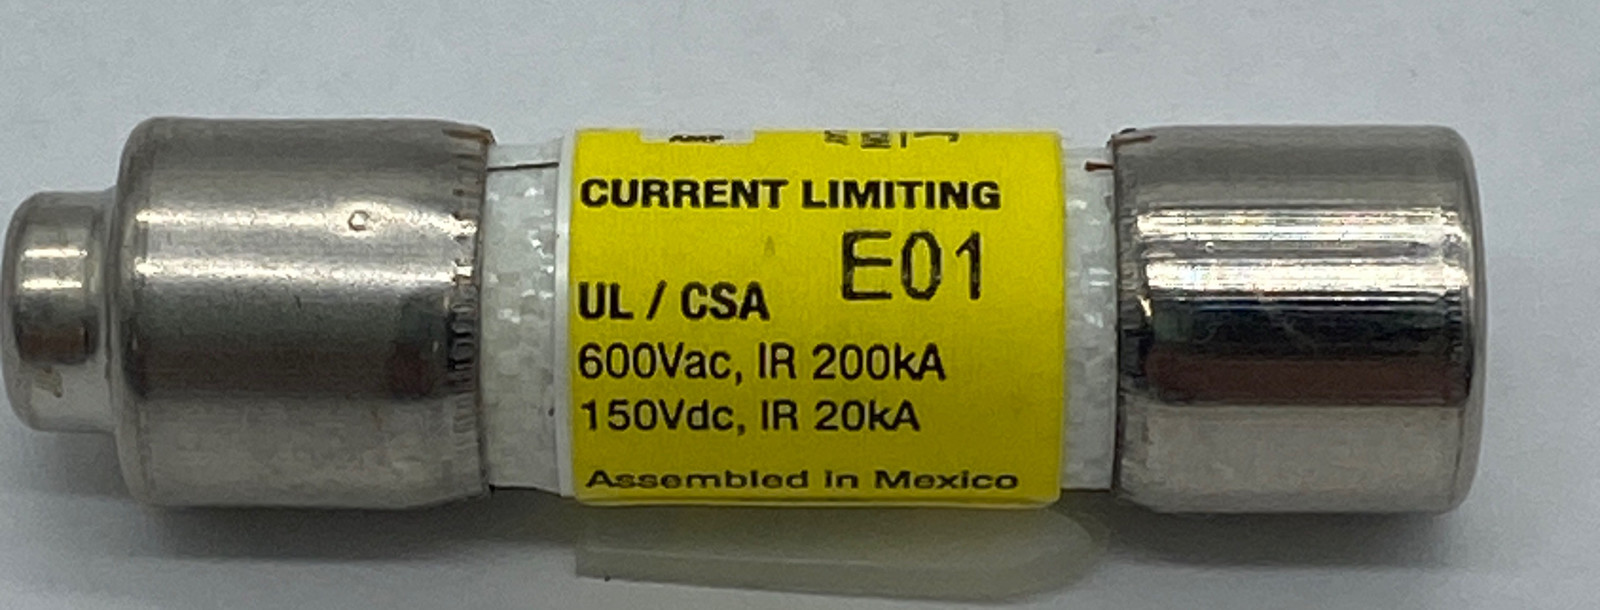 CURRENT LIMITING
E01
UL / CSA
600Vac, IR 200kA
150Vdc, IR 20kA
Assembled in Mexico